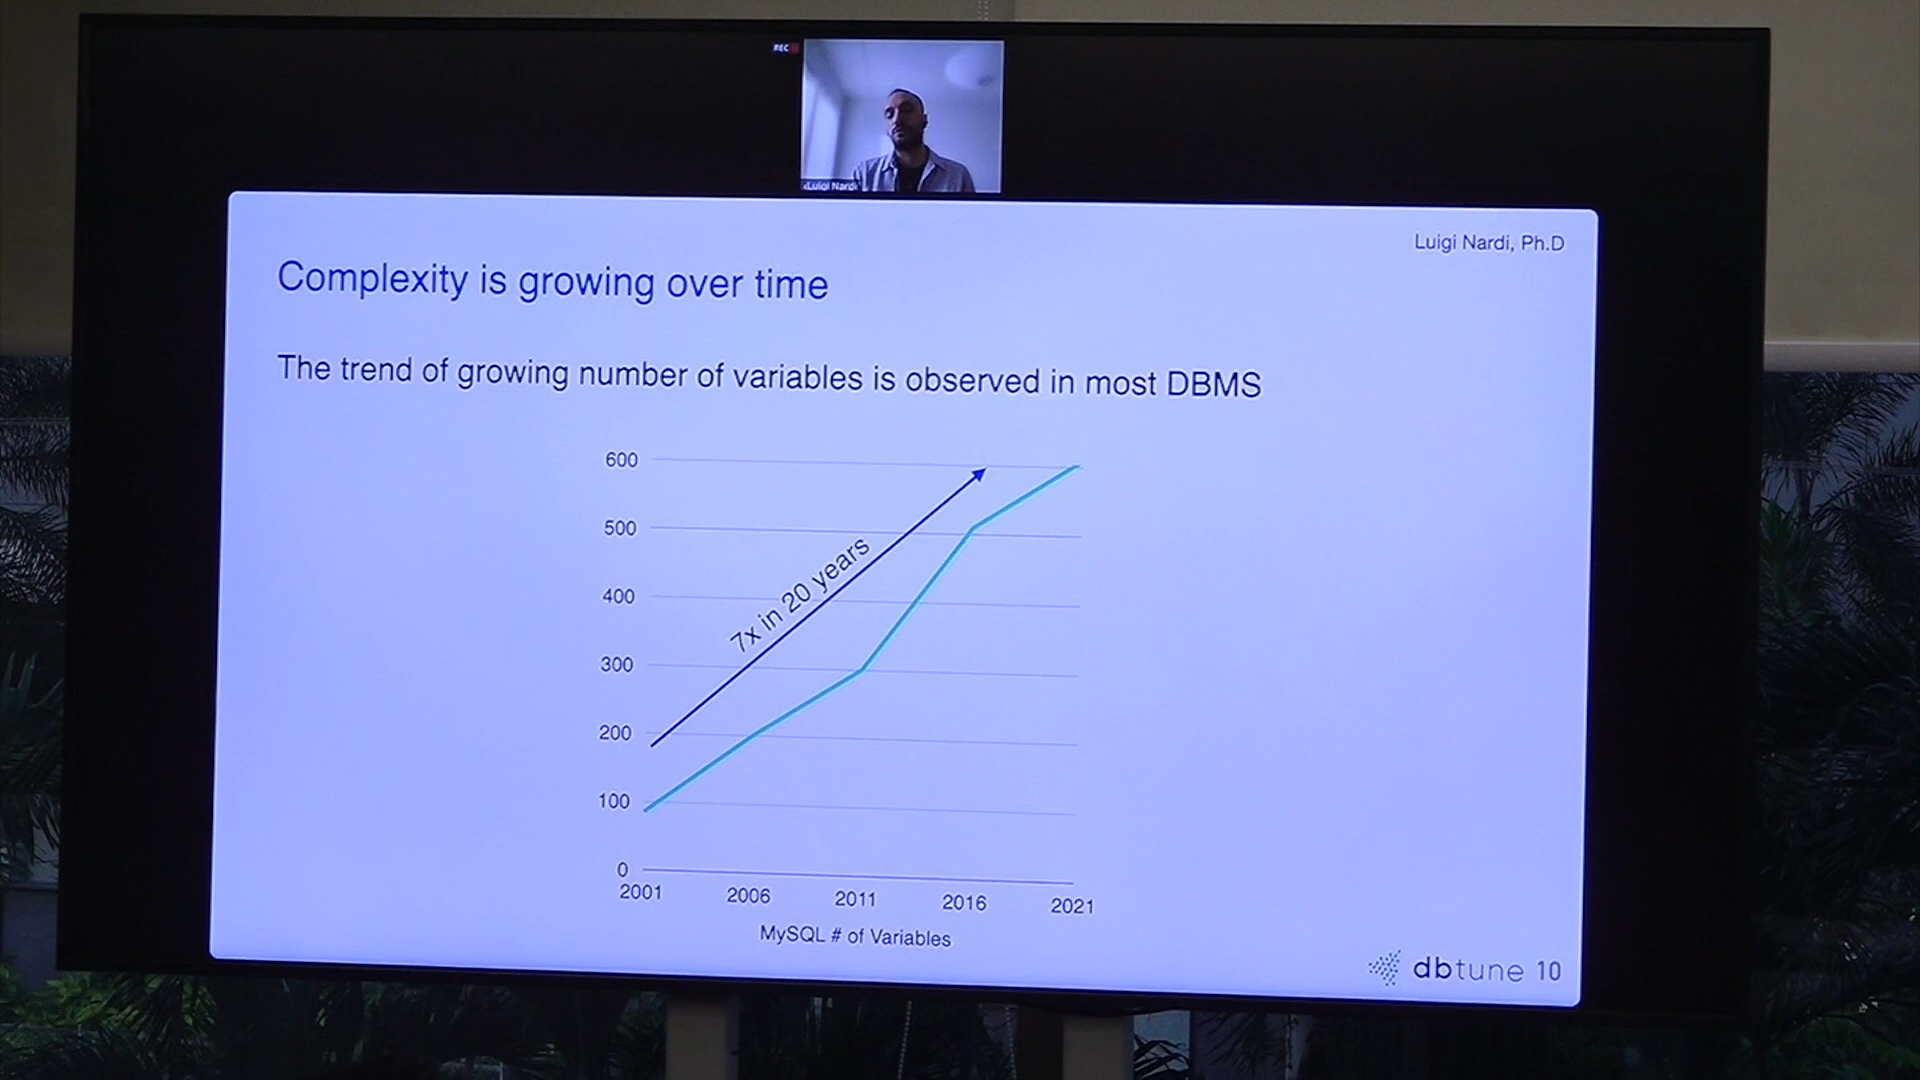 REC
Luigi Nardi
Luigi Nardi, Ph.D
Complexity is growing over time
The trend of growing number of variables is observed in most DBMS
600
500
400
300
200
100
0
7x in 20 years
2001 2006 2011 2016 2021
MySQL # of Variables
dbtune 10